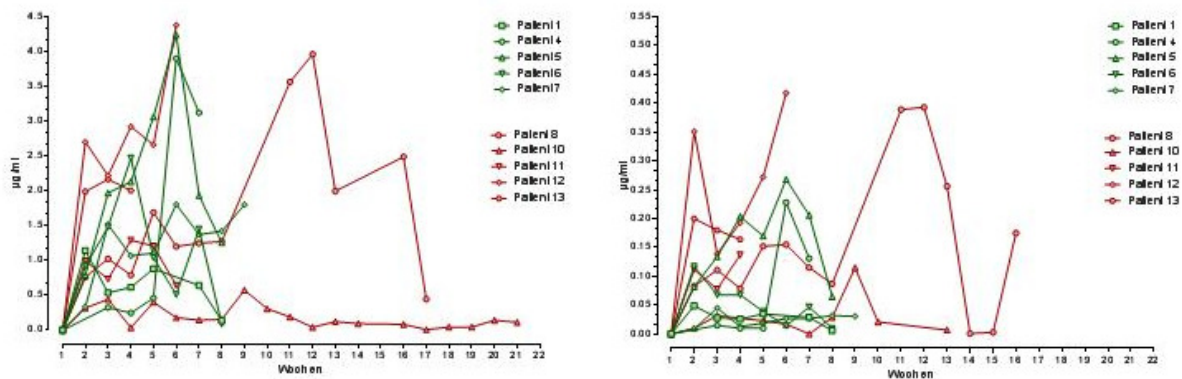 4.5
4.0
3.5
3.0
2.5
2.0
1.5
1.0
0.5
0.0
µg/ml
1 2 3 4 5 6 7 8 9 10 11 12 13 14 15 16 17 18 19 20 21 22
Wochen
Patient 1
Patient 4
Patient 5
Patient 6
Patient 7
Patient 8
Patient 10
Patient 11
Patient 12
Patient 13
0.55
0.50
0.45
0.40
0.35
0.30
0.25
0.20
0.15
0.10
0.05
0.00
µg/ml
1 2 3 4 5 6 7 8 9 10 11 12 13 14 15 16 17 18 19 20 21 22
Wochen
Patient 1
Patient 4
Patient 5
Patient 6
Patient 7
Patient 8
Patient 10
Patient 11
Patient 12
Patient 13